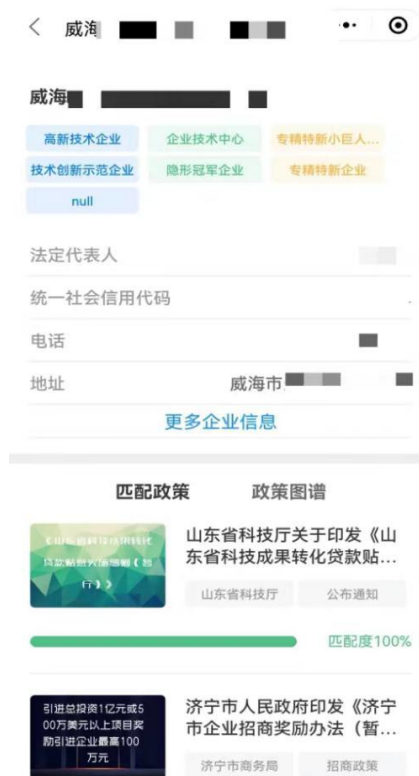 威海
威海
高新技术企业 企业技术中心 专精特新小巨人...
技术创新示范企业 隐形冠军企业 专精特新企业
null
法定代表人
统一社会信用代码
电话
地址 威海市
更多企业信息
匹配政策 政策图谱
山东省科技厅关于印发《山
东省科技成果转化贷款贴...
山东省科技厅 公布通知
匹配度100%
引进总投资1亿元或5
00万美元以上项目奖
励引进企业最高100
万元
济宁市人民政府印发《济宁
市企业招商奖励办法（暂...
济宁市商务局 招商政策